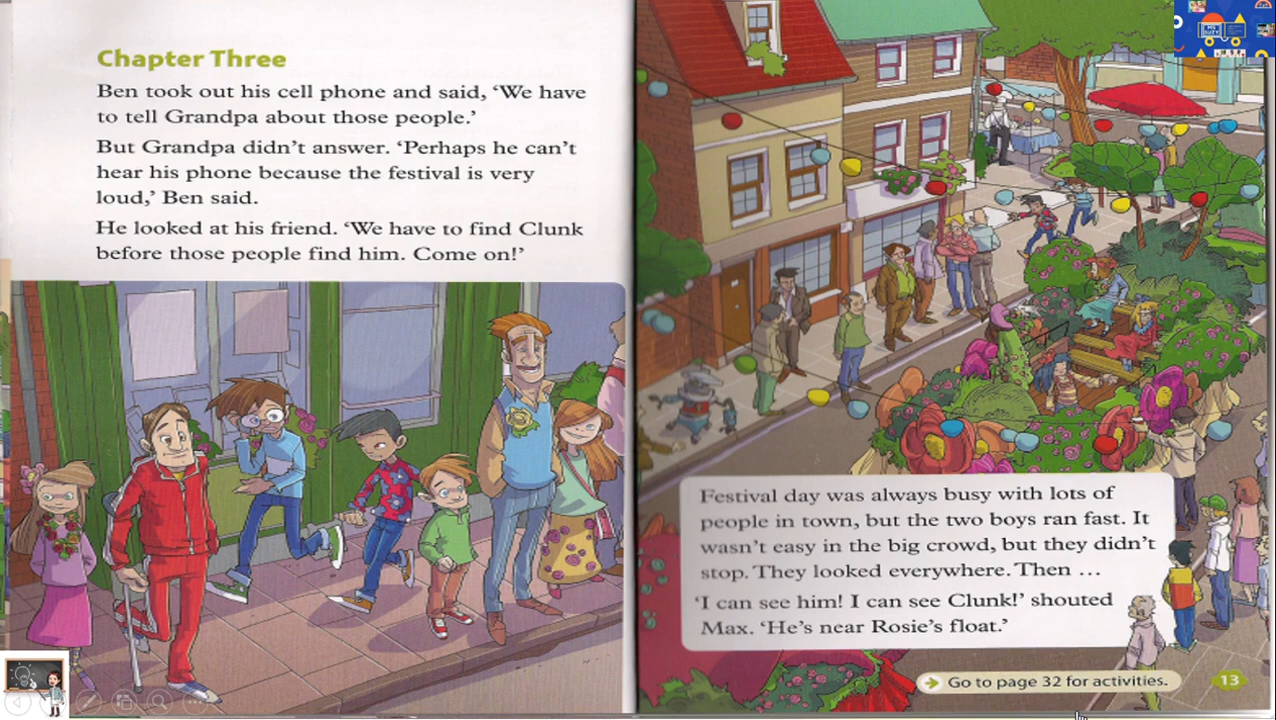 Chapter Three
Ben took out his cell phone and said, ‘We have
to tell Grandpa about those people.’
But Grandpa didn’t answer. ‘Perhaps he can’t
hear his phone because the festival is very
loud,’ Ben said.
He looked at his friend. ‘We have to find Clunk
before those people find him. Come on!’
Festival day was always busy with lots of
people in town, but the two boys ran fast. It
wasn’t easy in the big crowd, but they didn’t
stop. They looked everywhere. Then …
‘I can see him! I can see Clunk!’ shouted
Max. ‘He’s near Rosie’s float.’
Go to page 32 for activities.
13